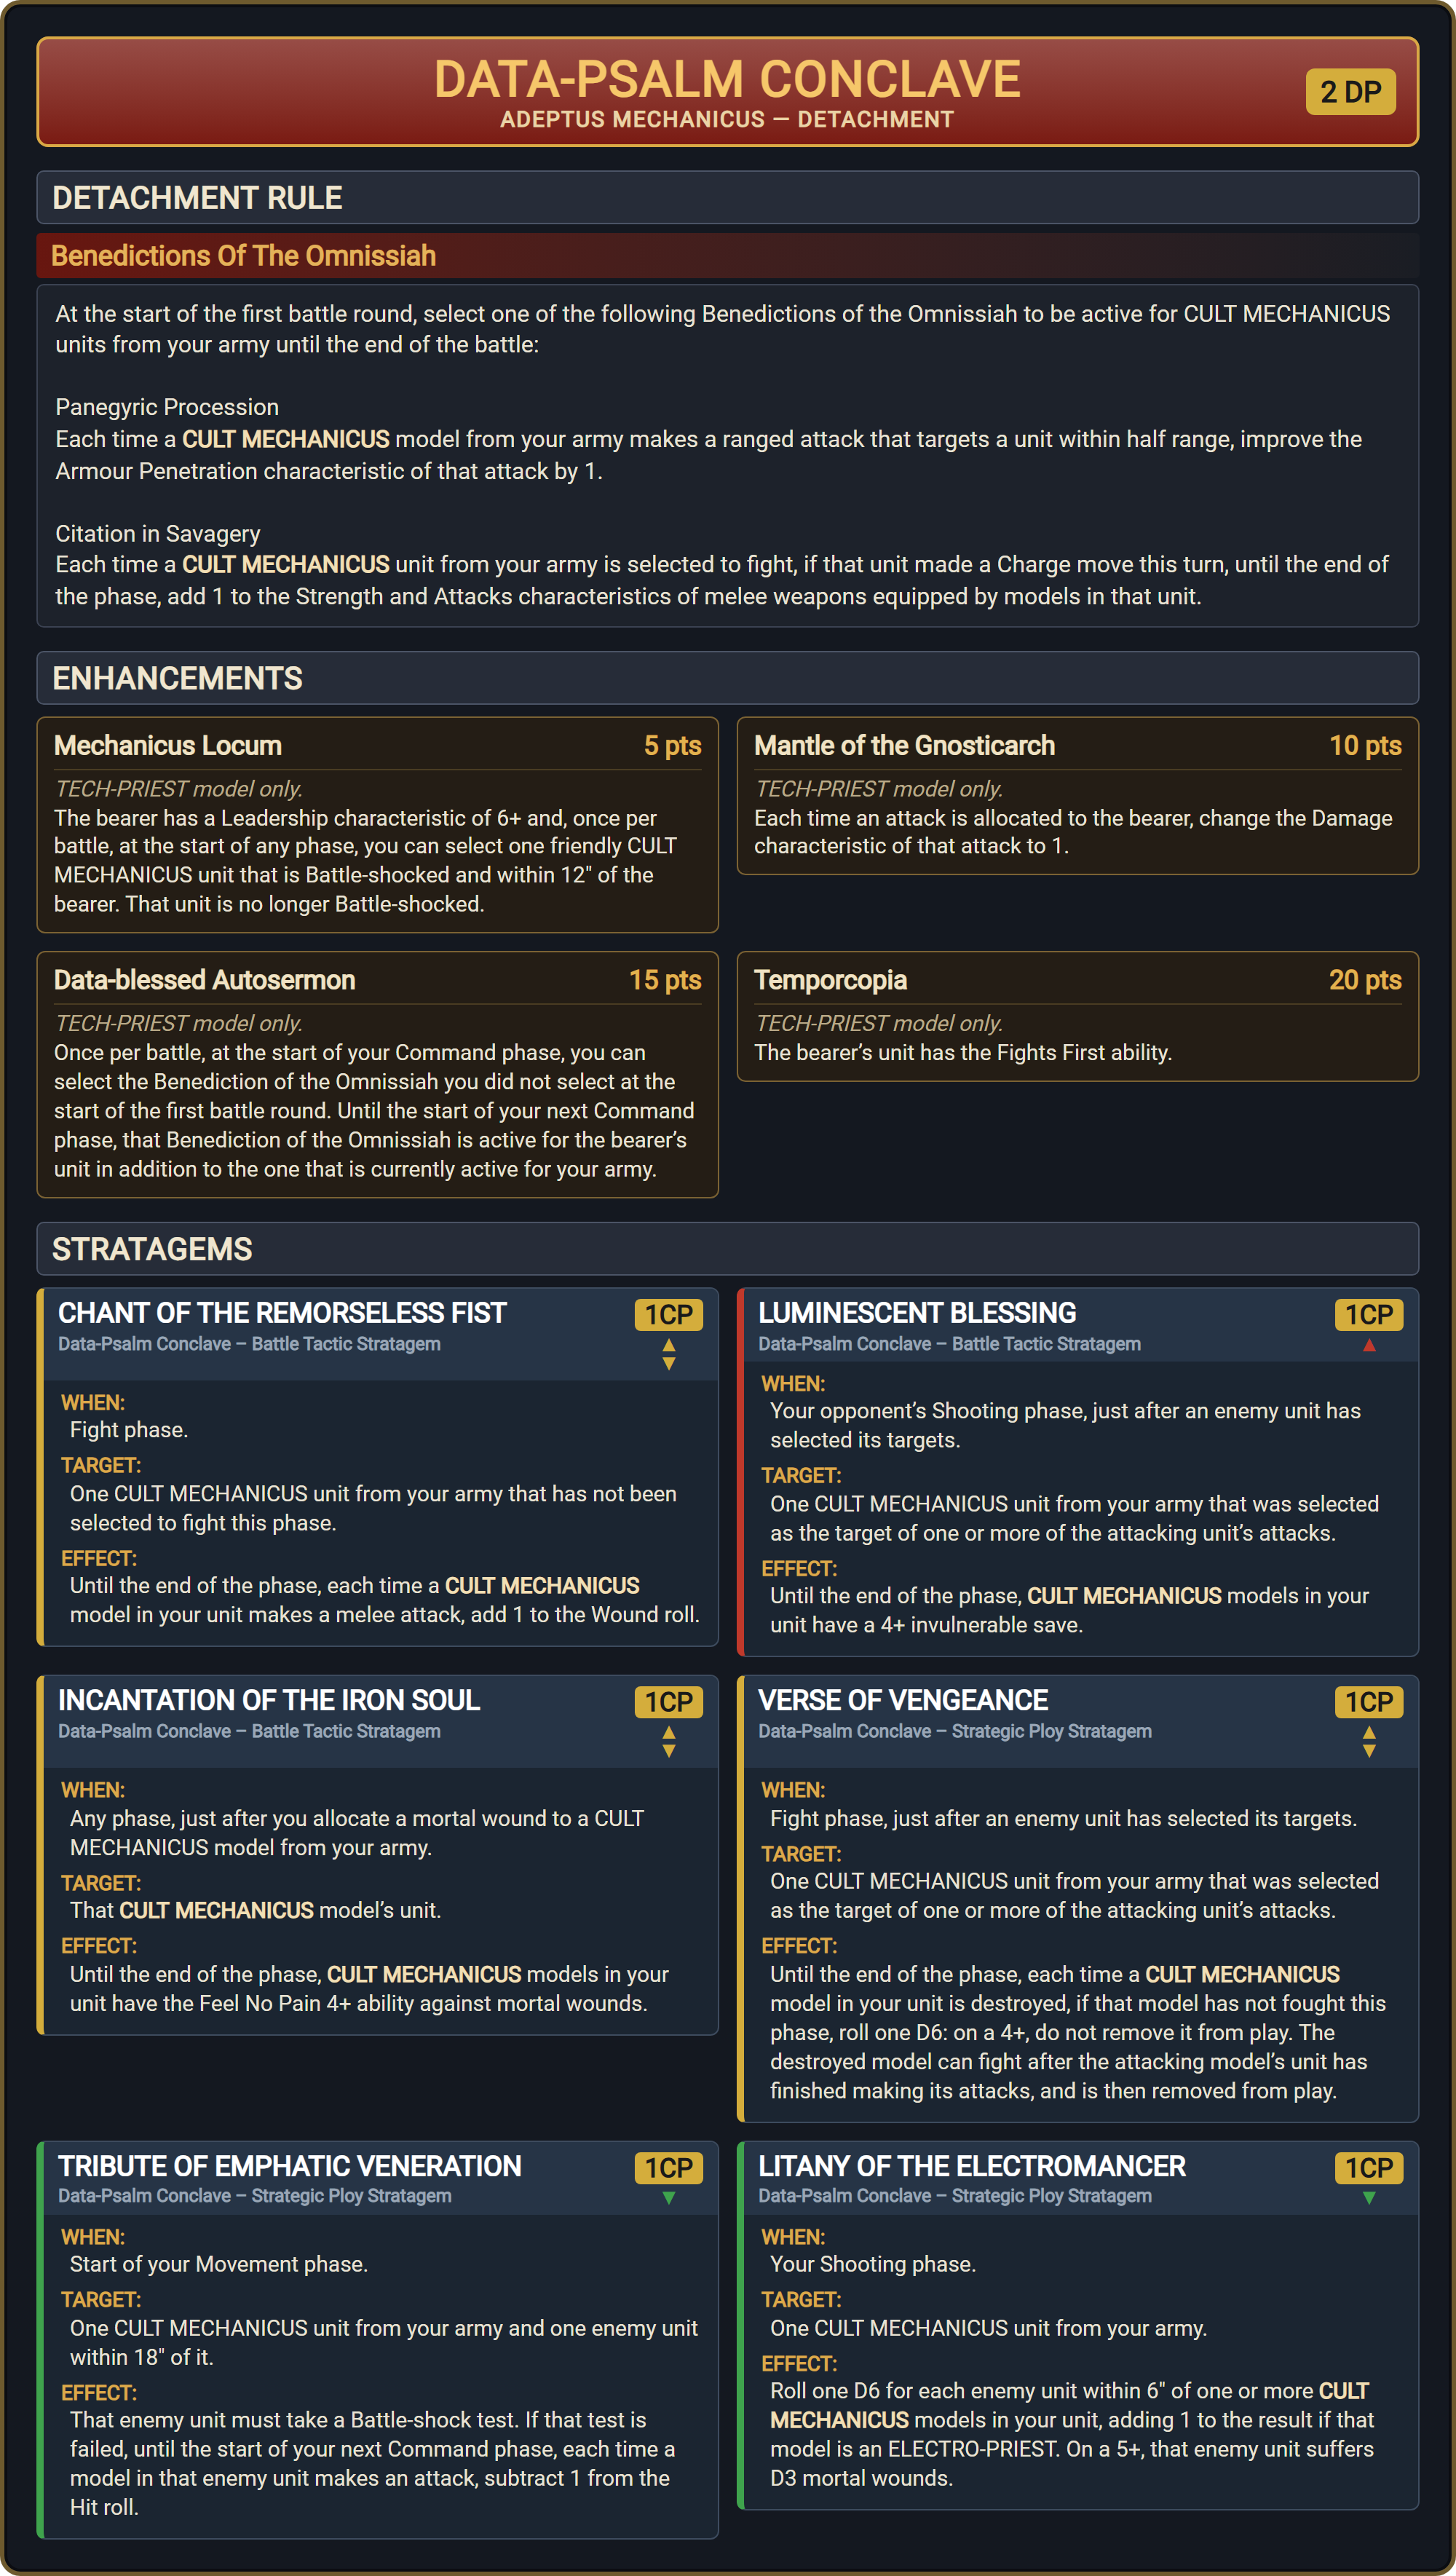 DATA-PSALM CONCLAVE
ADEPTUS MECHANICUS — DETACHMENT
2 DP
DETACHMENT RULE
Benedictions Of The Omnissiah
At the start of the first battle round, select one of the following Benedictions of the Omnissiah to be active for CULT MECHANICUS
units from your army until the end of the battle:
Panegyric Procession
Each time a CULT MECHANICUS model from your army makes a ranged attack that targets a unit within half range, improve the
Armour Penetration characteristic of that attack by 1.
Citation in Savagery
Each time a CULT MECHANICUS unit from your army is selected to fight, if that unit made a Charge move this turn, until the end of
the phase, add 1 to the Strength and Attacks characteristics of melee weapons equipped by models in that unit.
ENHANCEMENTS
Mechanicus Locum 5 pts
TECH-PRIEST model only.
The bearer has a Leadership characteristic of 6+ and, once per
battle, at the start of any phase, you can select one friendly CULT
MECHANICUS unit that is Battle-shocked and within 12" of the
bearer. That unit is no longer Battle-shocked.
Mantle of the Gnosticarch 10 pts
TECH-PRIEST model only.
Each time an attack is allocated to the bearer, change the Damage
characteristic of that attack to 1.
Data-blessed Autosermon 15 pts
TECH-PRIEST model only.
Once per battle, at the start of your Command phase, you can
select the Benediction of the Omnissiah you did not select at the
start of the first battle round. Until the start of your next Command
phase, that Benediction of the Omnissiah is active for the bearer’s
unit in addition to the one that is currently active for your army.
Temporcopia 20 pts
TECH-PRIEST model only.
The bearer’s unit has the Fights First ability.
STRATAGEMS
CHANT OF THE REMORSELESS FIST 1CP
Data-Psalm Conclave – Battle Tactic Stratagem
▲
▼
WHEN:
Fight phase.
TARGET:
One CULT MECHANICUS unit from your army that has not been
selected to fight this phase.
EFFECT:
Until the end of the phase, each time a CULT MECHANICUS
model in your unit makes a melee attack, add 1 to the Wound roll.
LUMINESCENT BLESSING 1CP
Data-Psalm Conclave – Battle Tactic Stratagem
▲
WHEN:
Your opponent’s Shooting phase, just after an enemy unit has
selected its targets.
TARGET:
One CULT MECHANICUS unit from your army that was selected
as the target of one or more of the attacking unit’s attacks.
EFFECT:
Until the end of the phase, CULT MECHANICUS models in your
unit have a 4+ invulnerable save.
INCANTATION OF THE IRON SOUL 1CP
Data-Psalm Conclave – Battle Tactic Stratagem
▲
▼
WHEN:
Any phase, just after you allocate a mortal wound to a CULT
MECHANICUS model from your army.
TARGET:
That CULT MECHANICUS model’s unit.
EFFECT:
Until the end of the phase, CULT MECHANICUS models in your
unit have the Feel No Pain 4+ ability against mortal wounds.
VERSE OF VENGEANCE 1CP
Data-Psalm Conclave – Strategic Ploy Stratagem
▲
▼
WHEN:
Fight phase, just after an enemy unit has selected its targets.
TARGET:
One CULT MECHANICUS unit from your army that was selected
as the target of one or more of the attacking unit’s attacks.
EFFECT:
Until the end of the phase, each time a CULT MECHANICUS
model in your unit is destroyed, if that model has not fought this
phase, roll one D6: on a 4+, do not remove it from play. The
destroyed model can fight after the attacking model’s unit has
finished making its attacks, and is then removed from play.
TRIBUTE OF EMPHATIC VENERATION 1CP
Data-Psalm Conclave – Strategic Ploy Stratagem
▼
WHEN:
Start of your Movement phase.
TARGET:
One CULT MECHANICUS unit from your army and one enemy unit
within 18" of it.
EFFECT:
That enemy unit must take a Battle-shock test. If that test is
failed, until the start of your next Command phase, each time a
model in that enemy unit makes an attack, subtract 1 from the
Hit roll.
LITANY OF THE ELECTROMANCER 1CP
Data-Psalm Conclave – Strategic Ploy Stratagem
▼
WHEN:
Your Shooting phase.
TARGET:
One CULT MECHANICUS unit from your army.
EFFECT:
Roll one D6 for each enemy unit within 6" of one or more CULT
MECHANICUS models in your unit, adding 1 to the result if that
model is an ELECTRO-PRIEST. On a 5+, that enemy unit suffers
D3 mortal wounds.